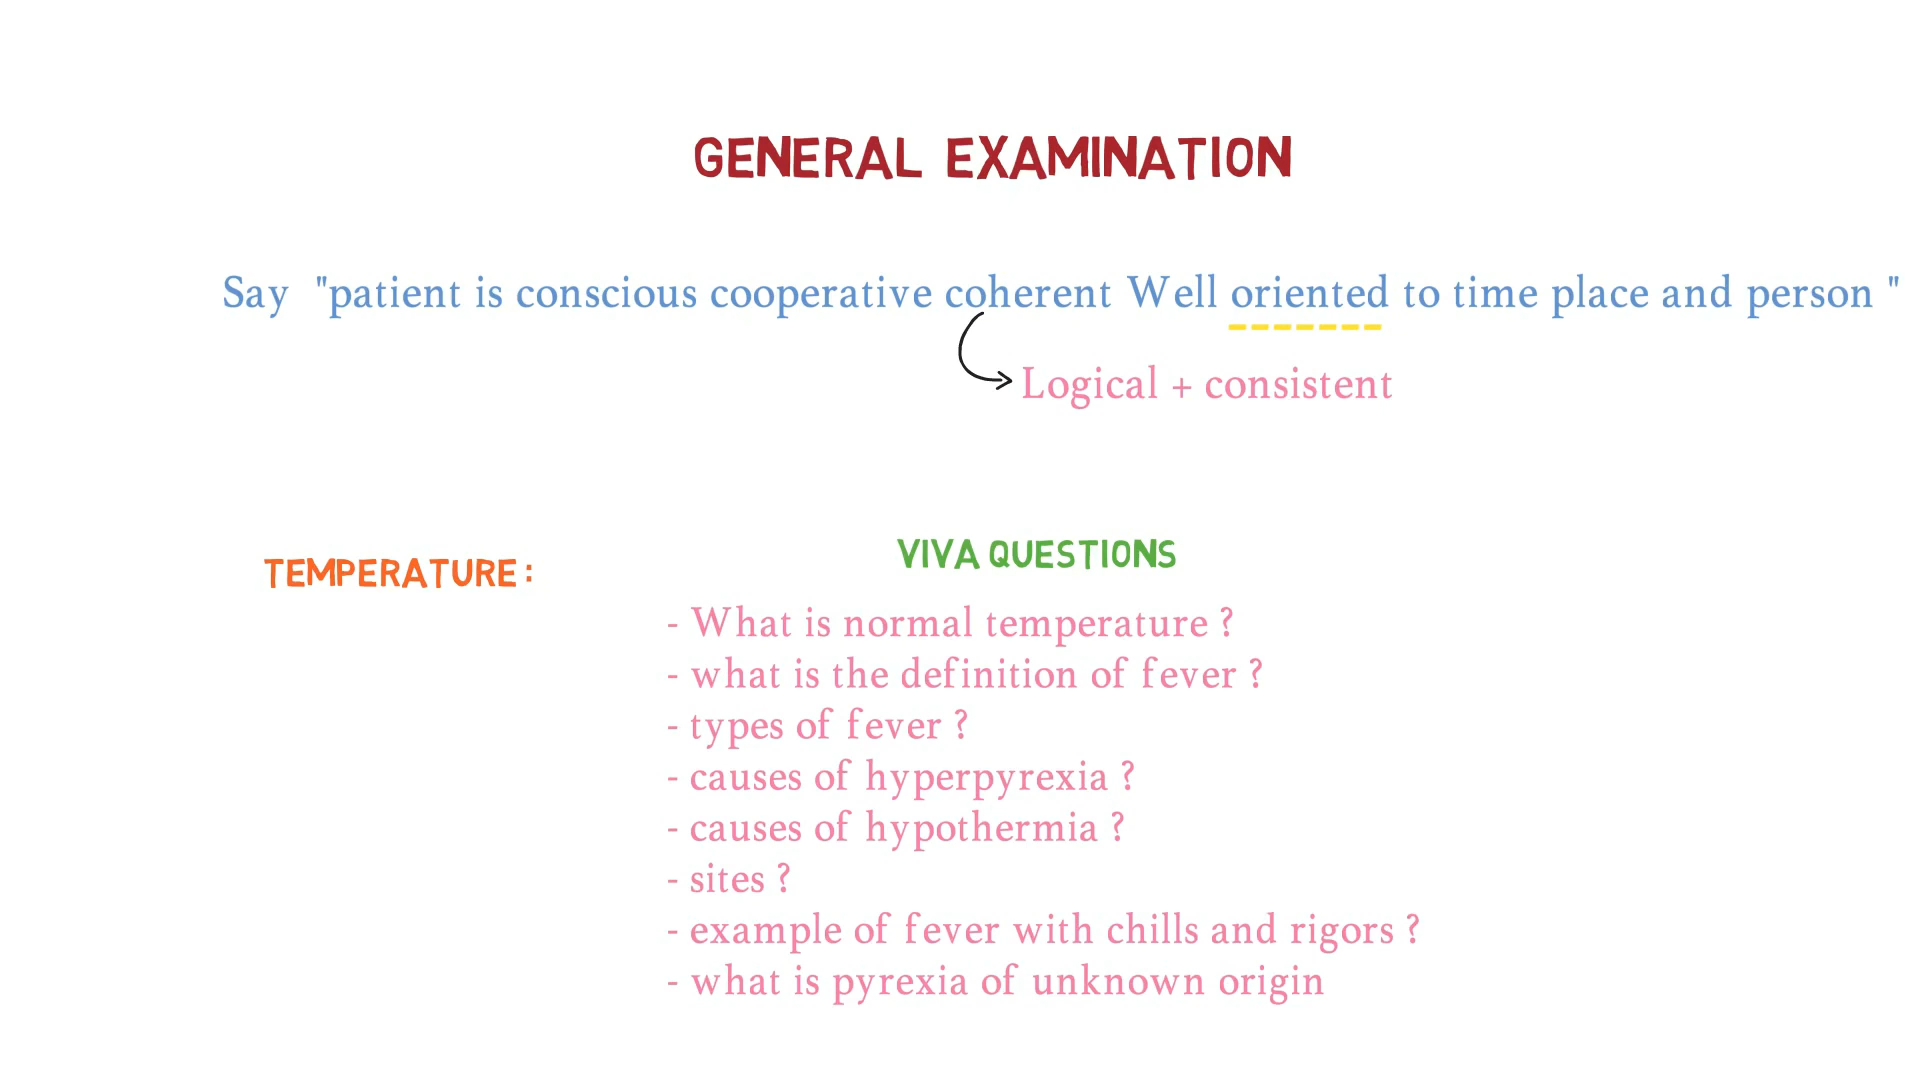 GENERAL EXAMINATION
Say "patient is conscious cooperative coherent Well oriented to time place and person "
Logical + consistent
TEMPERATURE :
VIVA QUESTIONS
- What is normal temperature ?
- what is the definition of fever ?
- types of fever ?
- causes of hyperpyrexia ?
- causes of hypothermia ?
- sites ?
- example of fever with chills and rigors ?
- what is pyrexia of unknown origin